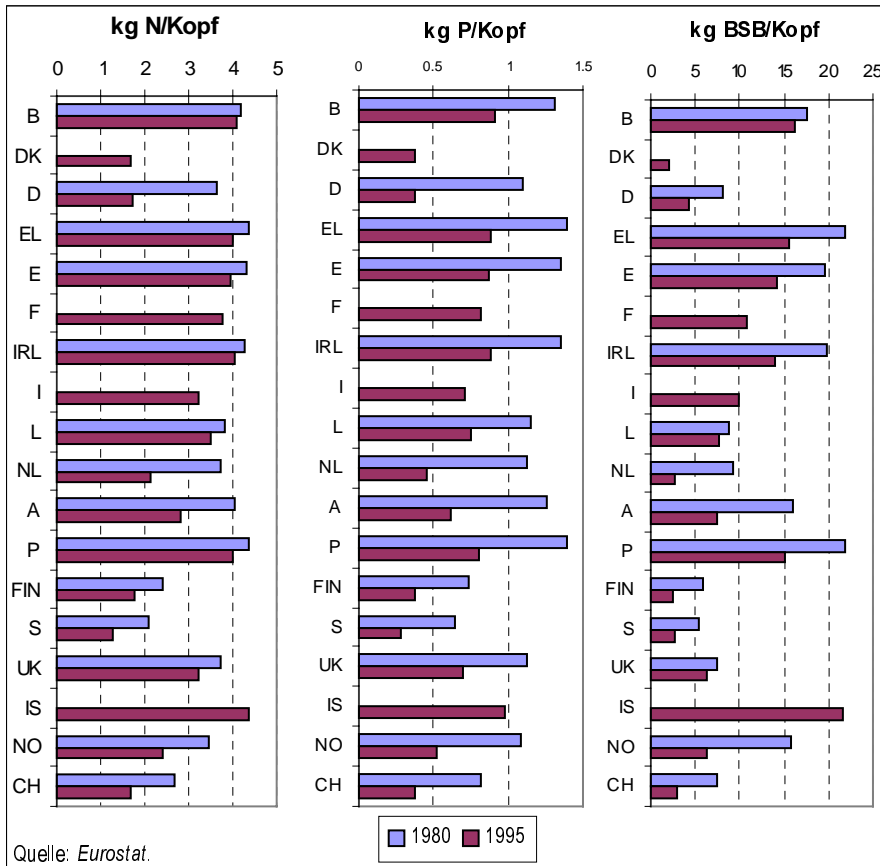 kg N/Kopf
0 1 2 3 4 5
B
DK
D
EL
E
F
IRL
I
L
NL
A
P
FIN
S
UK
IS
NO
CH
kg P/Kopf
0 0.5 1 1.5
B
DK
D
EL
E
F
IRL
I
L
NL
A
P
FIN
S
UK
IS
NO
CH
kg BSB/Kopf
0 5 10 15 20 25
B
DK
D
EL
E
F
IRL
I
L
NL
A
P
FIN
S
UK
IS
NO
CH
1980 1995
Quelle: Eurostat.